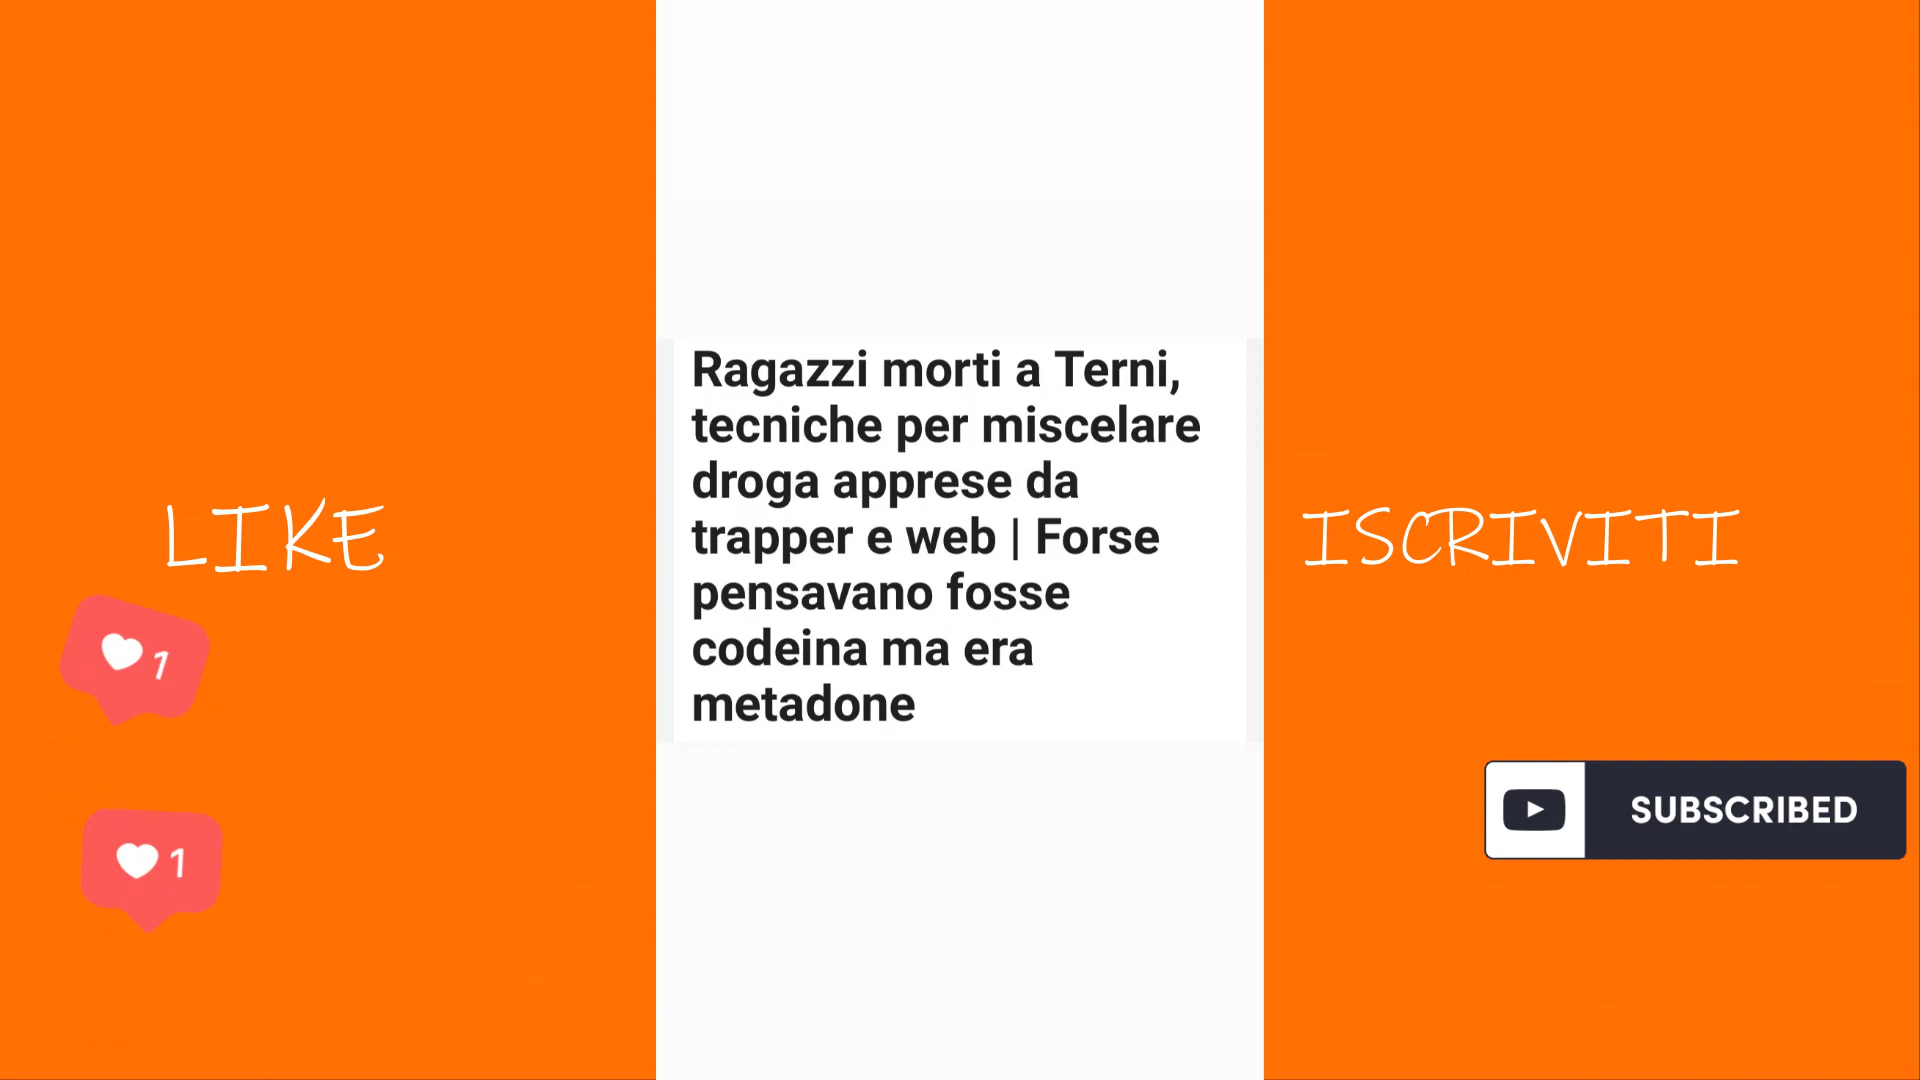 Ragazzi morti a Terni,
tecniche per miscelare
droga apprese da
trapper e web | Forse
pensavano fosse
codeina ma era
metadone
LIKE
1
1
ISCRIVITI
SUBSCRIBED